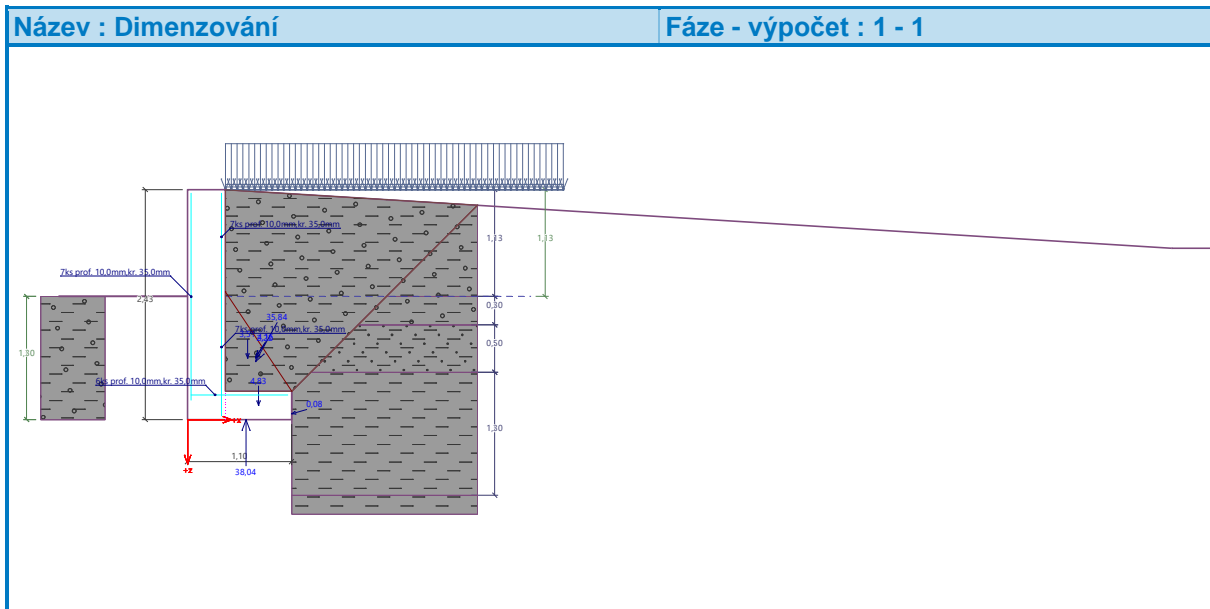 Název : Dimenzování
Fáze - výpočet : 1 - 1
7ks prof. 10,0mm,kr. 35,0mm
1,13
1,13
7ks prof. 10,0mm,kr. 35,0mm
2,43
0,30
35,84
7ks prof. 10,0mm,kr. 35,0mm
0,50
1,30
6ks prof. 10,0mm,kr. 35,0mm
4,83
0,08
+x
1,30
1,10
+z
38,04